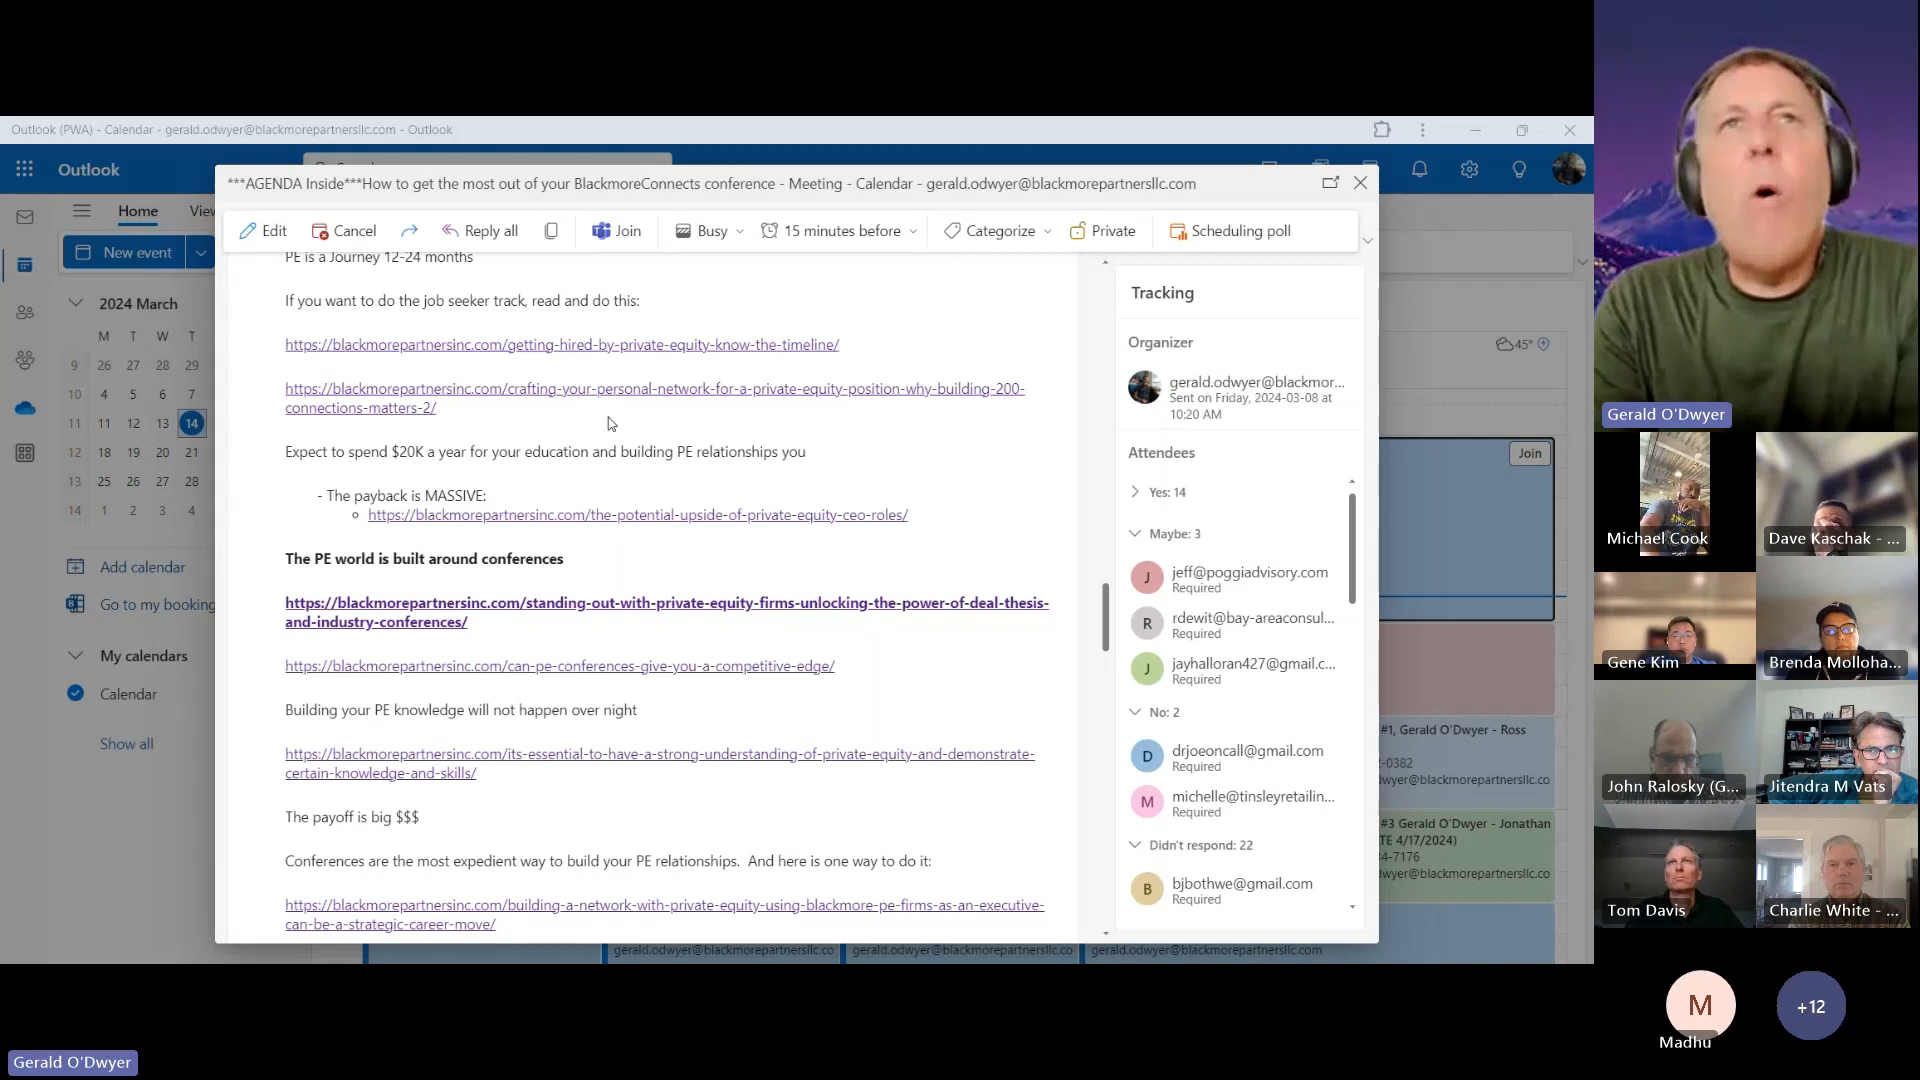 Outlook (PWA) - Calendar - gerald.odwyer@blackmorepartnersllc.com - Outlook
Outlook
***AGENDA Inside***How to get the most out of your BlackmoreConnects conference - Meeting - Calendar - gerald.odwyer@blackmorepartnersllc.com
Home
New event
Edit
Cancel
Reply all
Join
Busy
15 minutes before
Categorize
Private
Scheduling poll
2024 March
M T W T
9 26 27 28 29
10 4 5 6 7
11 11 12 13 14
12 18 19 20 21
13 25 26 27 28
14 1 2 3 4
Add calendar
Go to my booking
My calendars
Calendar
Show all
PE is a Journey 12-24 months
If you want to do the job seeker track, read and do this:
https://blackmorepartnersinc.com/getting-hired-by-private-equity-know-the-timeline/
https://blackmorepartnersinc.com/crafting-your-personal-network-for-a-private-equity-position-why-building-200-
connections-matters-2/
Expect to spend $20K a year for your education and building PE relationships you
- The payback is MASSIVE:
https://blackmorepartnersinc.com/the-potential-upside-of-private-equity-ceo-roles/
The PE world is built around conferences
https://blackmorepartnersinc.com/standing-out-with-private-equity-firms-unlocking-the-power-of-deal-thesis-
and-industry-conferences/
https://blackmorepartnersinc.com/can-pe-conferences-give-you-a-competitive-edge/
Building your PE knowledge will not happen over night
https://blackmorepartnersinc.com/its-essential-to-have-a-strong-understanding-of-private-equity-and-demonstrate-
certain-knowledge-and-skills/
The payoff is big $$$
Conferences are the most expedient way to build your PE relationships. And here is one way to do it:
https://blackmorepartnersinc.com/building-a-network-with-private-equity-using-blackmore-pe-firms-as-an-executive-
can-be-a-strategic-career-move/
Tracking
Organizer
gerald.odwyer@blackmor...
Sent on Friday, 2024-03-08 at
10:20 AM
Attendees
Yes: 14
Maybe: 3
J
jeff@poggiadvisory.com
Required
R
rdewit@bay-areaconsul...
Required
J
jayhalloran427@gmail.c...
Required
No: 2
D
drjoeoncall@gmail.com
Required
M
michelle@tinsleyretailin...
Required
Didn't respond: 22
B
bjbothwe@gmail.com
Required
45°
Join
#1, Gerald O'Dwyer - Ross
2-0382
dwyer@blackmorepartnersllc.co
#3 Gerald O'Dwyer - Jonathan
TE 4/17/2024)
4-7176
dwyer@blackmorepartnersllc.co
gerald.odwyer@blackmorepartnersllc.co
gerald.odwyer@blackmorepartnersllc.co
gerald.odwyer@blackmorepartnersllc.com
Gerald O'Dwyer
Michael Cook
Dave Kaschak - ...
Gene Kim
Brenda Molloha...
John Ralosky (G...
Jitendra M Vats
Tom Davis
Charlie White - ...
M
Madhu
+12
Gerald O'Dwyer